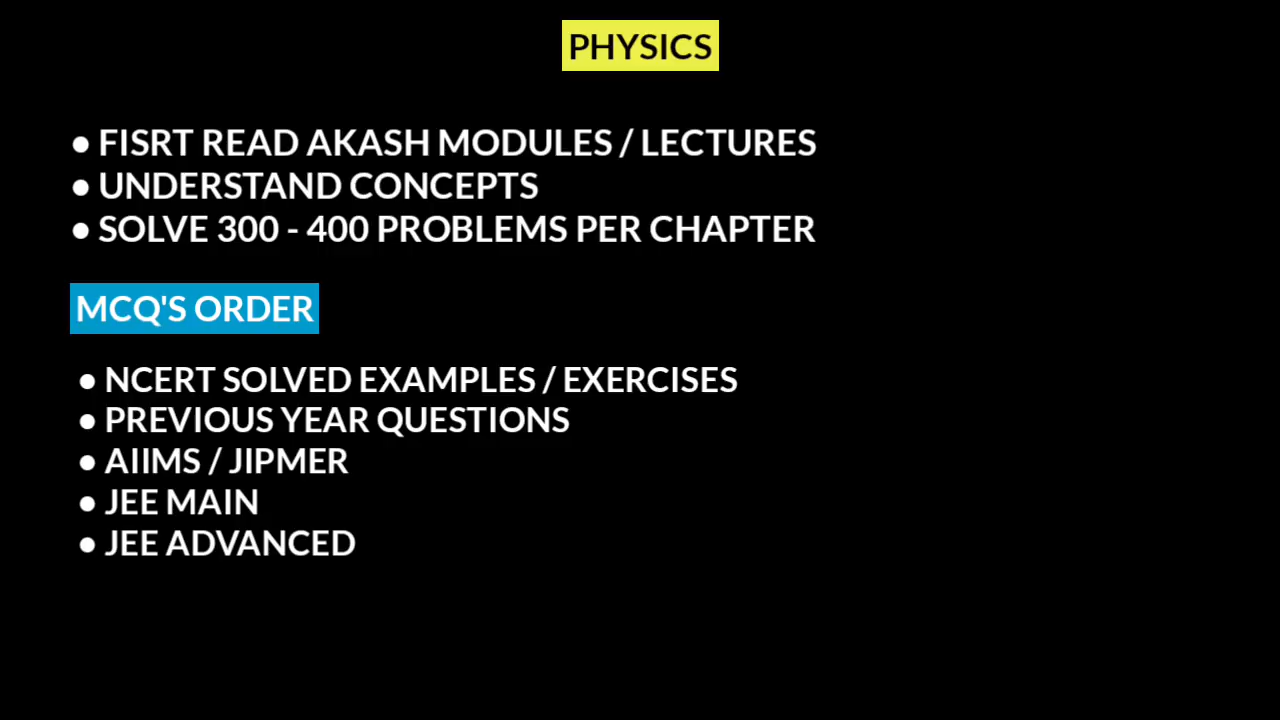 PHYSICS
● FISRT READ AKASH MODULES / LECTURES
● UNDERSTAND CONCEPTS
● SOLVE 300 - 400 PROBLEMS PER CHAPTER
MCQ'S ORDER
● NCERT SOLVED EXAMPLES / EXERCISES
● PREVIOUS YEAR QUESTIONS
● AIIMS / JIPMER
● JEE MAIN
● JEE ADVANCED